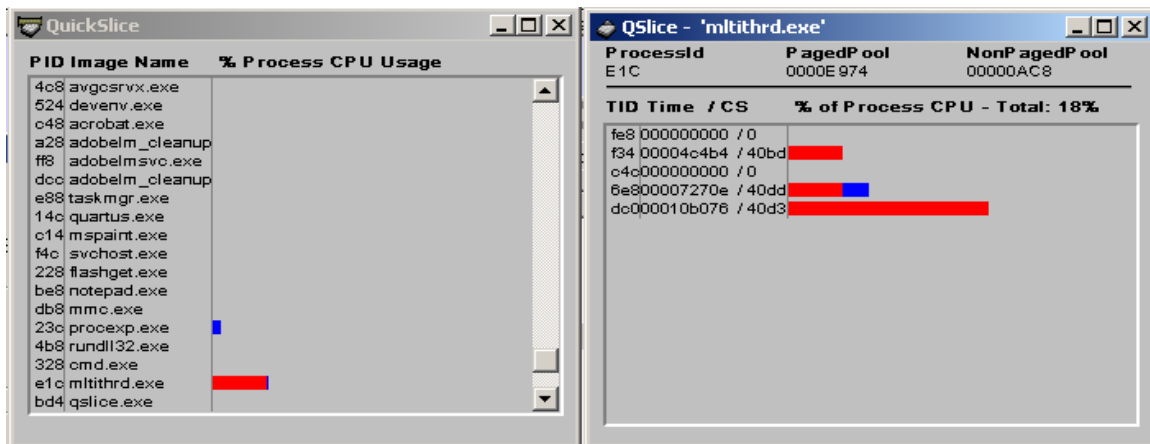 QuickSlice
PID Image Name % Process CPU Usage
4c8 avgcsrvx.exe
524 devenv.exe
c48 acrobat.exe
a28 adobelm_cleanup
ff8 adobelmsvc.exe
dcc adobelm_cleanup
e88 taskmgr.exe
14c quartus.exe
c14 mspaint.exe
f4c svchost.exe
228 flashget.exe
be8 notepad.exe
db8 mmc.exe
23c procexp.exe
4b8 rundll32.exe
328 cmd.exe
e1c mltithrd.exe
bd4 qslice.exe
QSlice - 'mltithrd.exe'
ProcessId PagedPool NonPagedPool
E1C 0000E974 00000AC8
TID Time / CS % of Process CPU - Total: 18%
fe8 000000000 / 0
f34 00004c4b4 / 40bd
c4c 000000000 / 0
6e8 00007270e / 40dd
dc0 00010b076 / 40d3